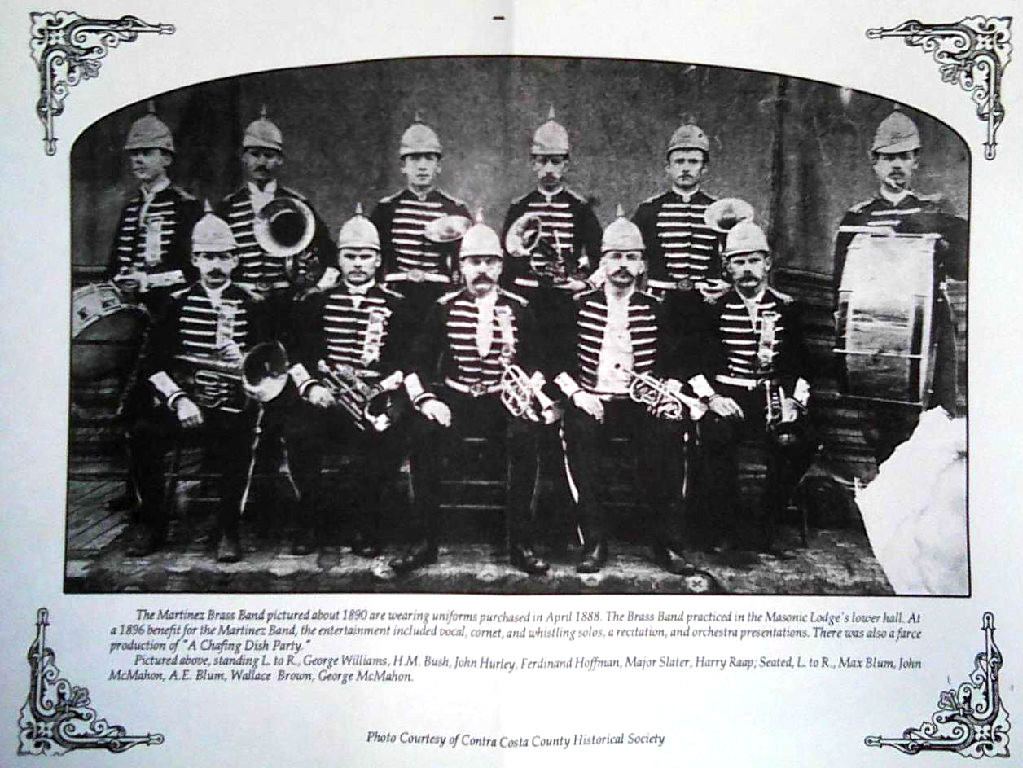 The Martinez Brass Band pictured about 1890 are wearing uniforms purchased in April 1888. The Brass Band practiced in the Masonic Lodge's lower hall. At
a 1896 benefit for the Martinez Band, the entertainment included vocal, cornet, and whistling solos, a recitation, and orchestra presentations. There was also a farce
production of "A Chafing Dish Party."
Pictured above, standing L. to R., George Williams, H.M. Bush, John Hurley, Ferdinand Hoffman, Major Slater, Harry Raap, Seated, L. to R., Max Blum, John
McMahon, A.E. Blum, Wallace Brown, George McMahon.
Photo Courtesy of Contra Costa County Historical Society